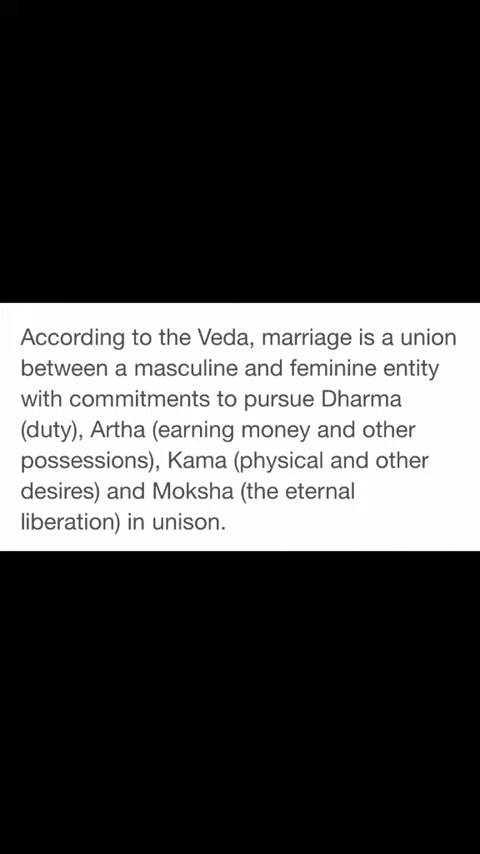 According to the Veda, marriage is a union
between a masculine and feminine entity
with commitments to pursue Dharma
(duty), Artha (earning money and other
possessions), Kama (physical and other
desires) and Moksha (the eternal
liberation) in unison.